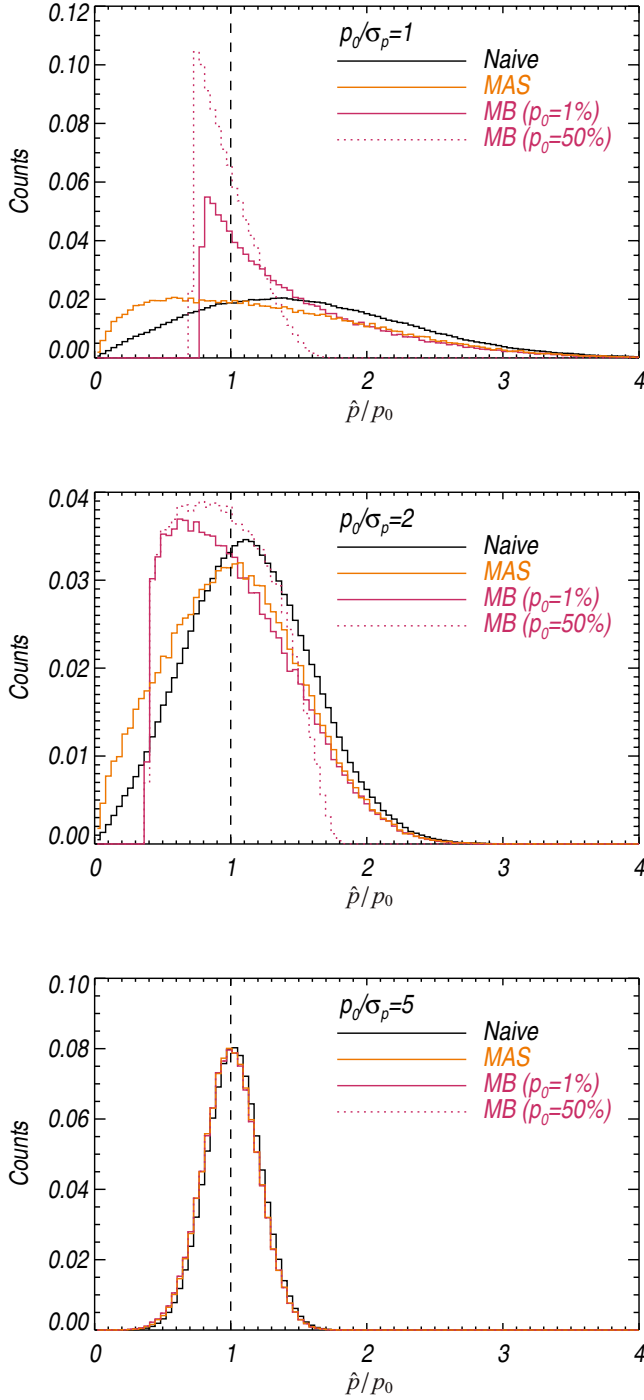 0.12
0.10
0.08
0.06
0.04
0.02
0.00
Counts
p₀/σₚ=1
Naive
MAS
MB (p₀=1%)
MB (p₀=50%)
0 1 2 3 4
p̂/p₀
0.04
0.03
0.02
0.01
0.00
Counts
p₀/σₚ=2
Naive
MAS
MB (p₀=1%)
MB (p₀=50%)
0 1 2 3 4
p̂/p₀
0.10
0.08
0.06
0.04
0.02
0.00
Counts
p₀/σₚ=5
Naive
MAS
MB (p₀=1%)
MB (p₀=50%)
0 1 2 3 4
p̂/p₀